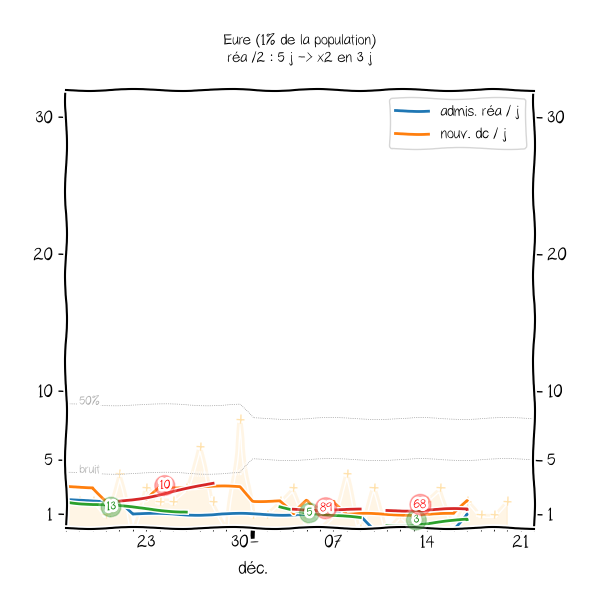 Eure (1% de la population)
réa /2 : 5 j -> x2 en 3 j
admis. réa / j
nouv. dc / j
30 30
20 20
10 10
50%
5 5
bruit
1 1
10
13
5
89
68
3
23 30 07 14 21
déc.